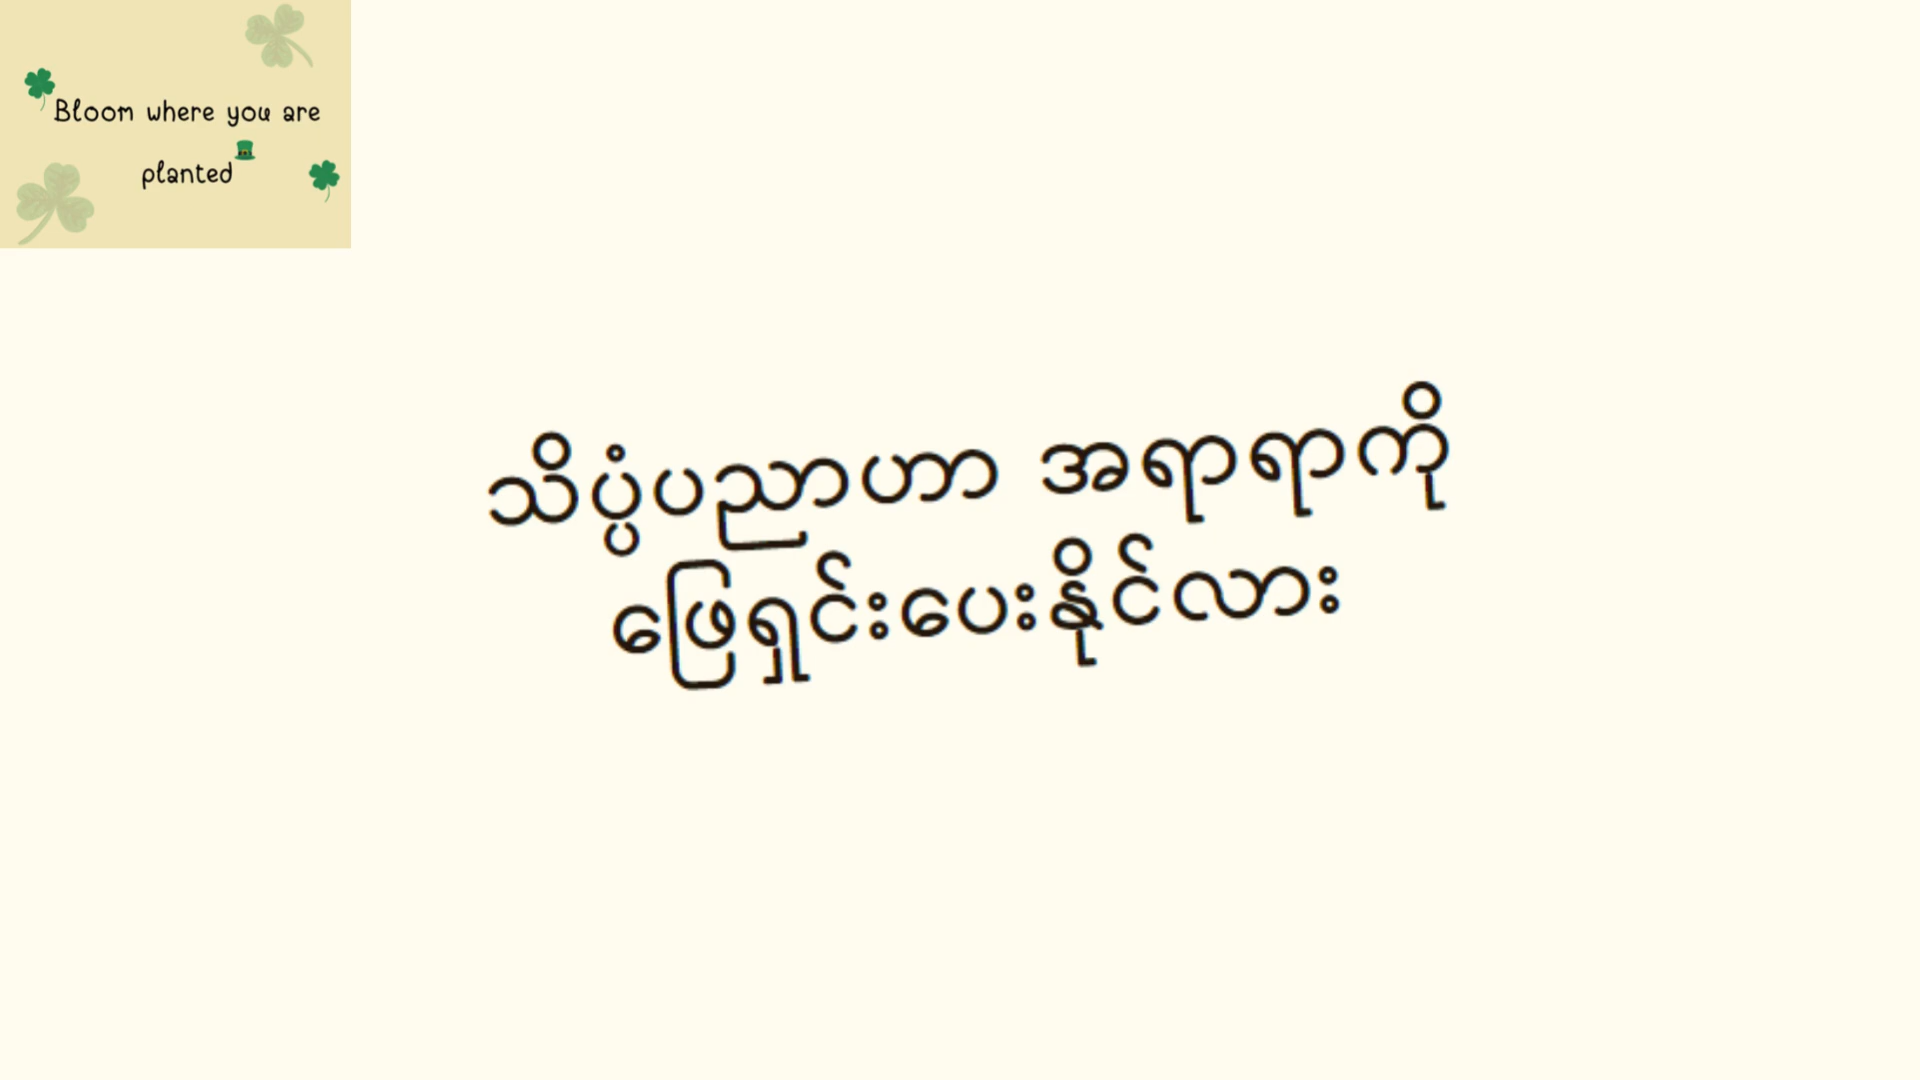 Bloom where you are
planted
သိပ္ပံပညာဟာ အရာရာကို
ဖြေရှင်းပေးနိုင်လား